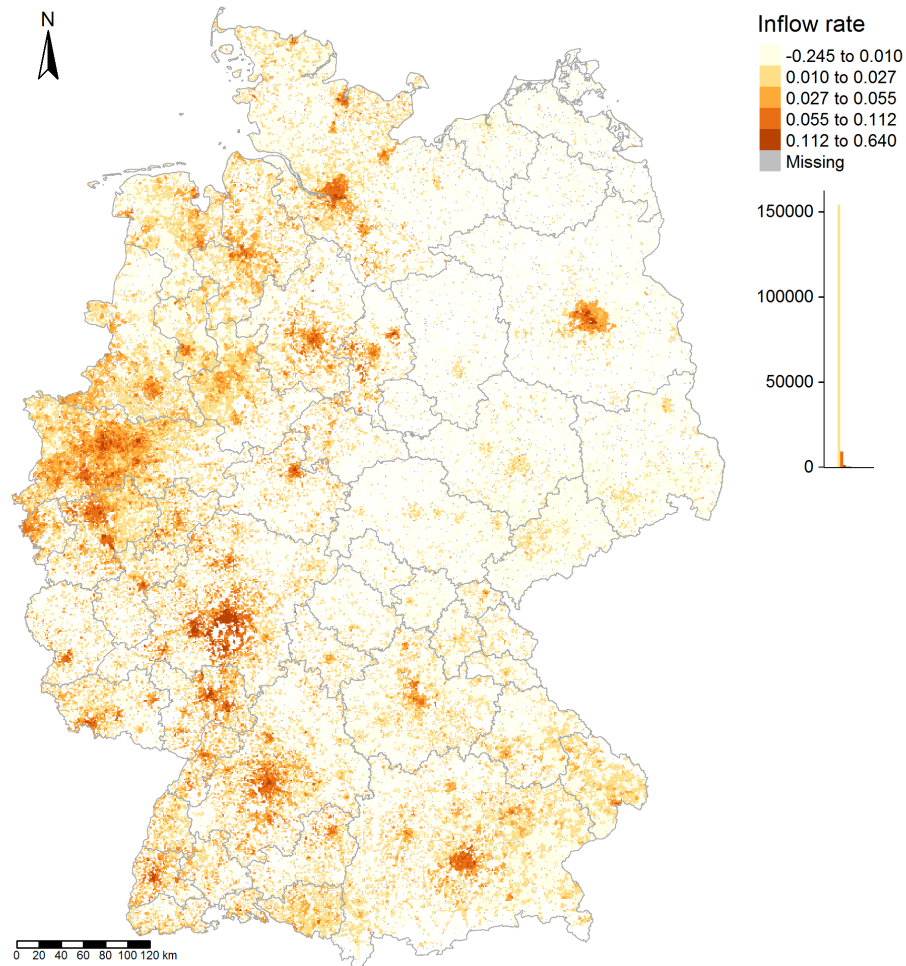 N
Inflow rate
-0.245 to 0.010
0.010 to 0.027
0.027 to 0.055
0.055 to 0.112
0.112 to 0.640
Missing
150000
100000
50000
0
0 20 40 60 80 100 120 km